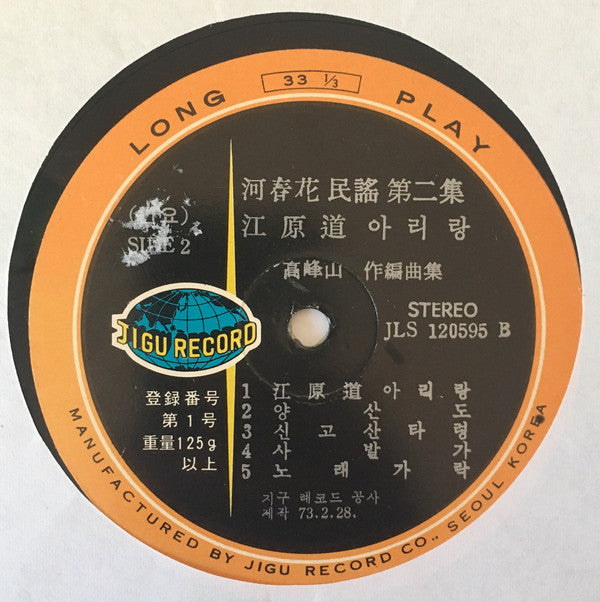 LONG PLAY
33 1/3
河春花 民謠 第二集
江原道 아리랑
高峰山 作編曲集
SIDE 2
STEREO
JLS 120595 B
JIGU RECORD
登録番号
第1号
重量125g
以上
1 江原道아리랑
2 양산도
3 신고산타령
4 사발가
5 노래가락
지구 레코드 공사
제작 73.2.28.
MANUFACTURED BY JIGU RECORD CO., SEOUL KOREA